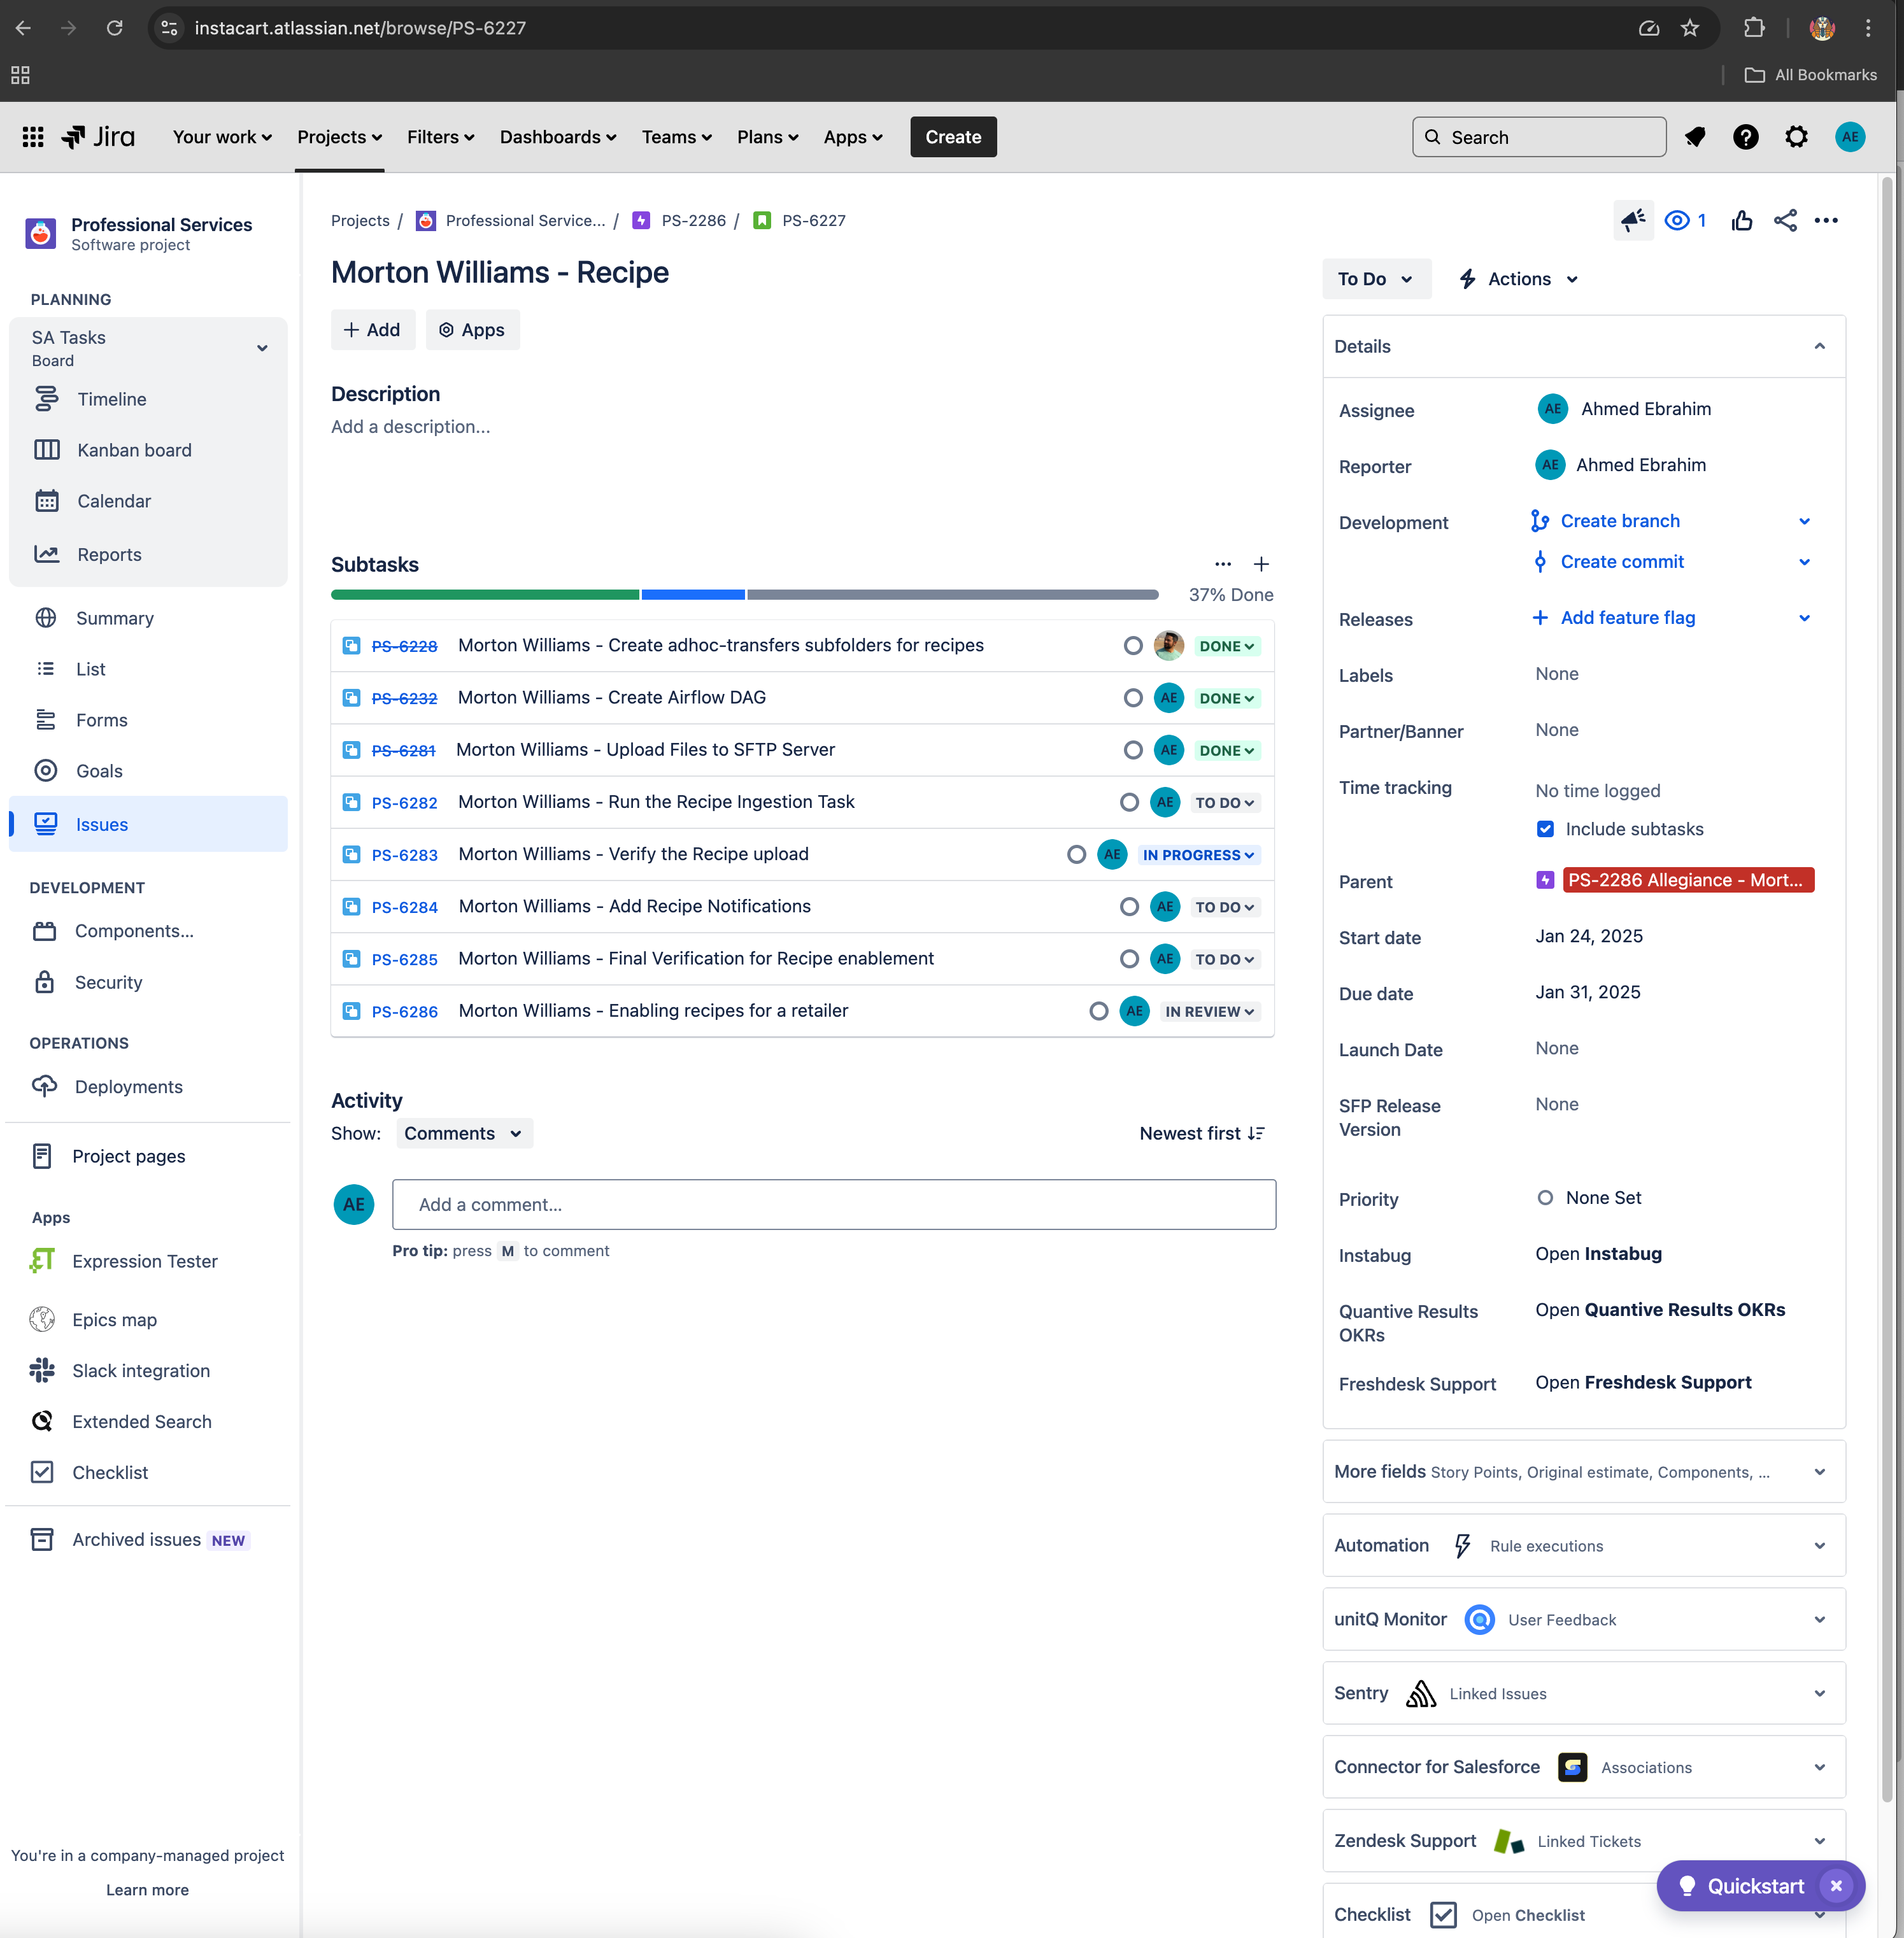 instacart.atlassian.net/browse/PS-6227
All Bookmarks
Jira
Your work
Projects
Filters
Dashboards
Teams
Plans
Apps
Create
Search
AE
Professional Services
Software project
PLANNING
SA Tasks
Board
Timeline
Kanban board
Calendar
Reports
Summary
List
Forms
Goals
Issues
DEVELOPMENT
Components...
Security
OPERATIONS
Deployments
Project pages
Apps
Expression Tester
Epics map
Slack integration
Extended Search
Checklist
Archived issues NEW
You're in a company-managed project
Learn more
Projects / Professional Service... / PS-2286 / PS-6227
1
Morton Williams - Recipe
+ Add
Apps
Description
Add a description...
Subtasks
37% Done
PS-6228 Morton Williams - Create adhoc-transfers subfolders for recipes DONE
PS-6232 Morton Williams - Create Airflow DAG AE DONE
PS-6281 Morton Williams - Upload Files to SFTP Server AE DONE
PS-6282 Morton Williams - Run the Recipe Ingestion Task AE TO DO
PS-6283 Morton Williams - Verify the Recipe upload AE IN PROGRESS
PS-6284 Morton Williams - Add Recipe Notifications AE TO DO
PS-6285 Morton Williams - Final Verification for Recipe enablement AE TO DO
PS-6286 Morton Williams - Enabling recipes for a retailer AE IN REVIEW
Activity
Show: Comments
Newest first
AE
Add a comment...
Pro tip: press M to comment
To Do
Actions
Details
Assignee AE Ahmed Ebrahim
Reporter AE Ahmed Ebrahim
Development Create branch
Create commit
Releases + Add feature flag
Labels None
Partner/Banner None
Time tracking No time logged
Include subtasks
Parent PS-2286 Allegiance - Mort...
Start date Jan 24, 2025
Due date Jan 31, 2025
Launch Date None
SFP Release Version None
Priority None Set
Instabug Open Instabug
Quantive Results OKRs Open Quantive Results OKRs
Freshdesk Support Open Freshdesk Support
More fields Story Points, Original estimate, Components, ...
Automation Rule executions
unitQ Monitor User Feedback
Sentry Linked Issues
Connector for Salesforce Associations
Zendesk Support Linked Tickets
Quickstart
Checklist Open Checklist